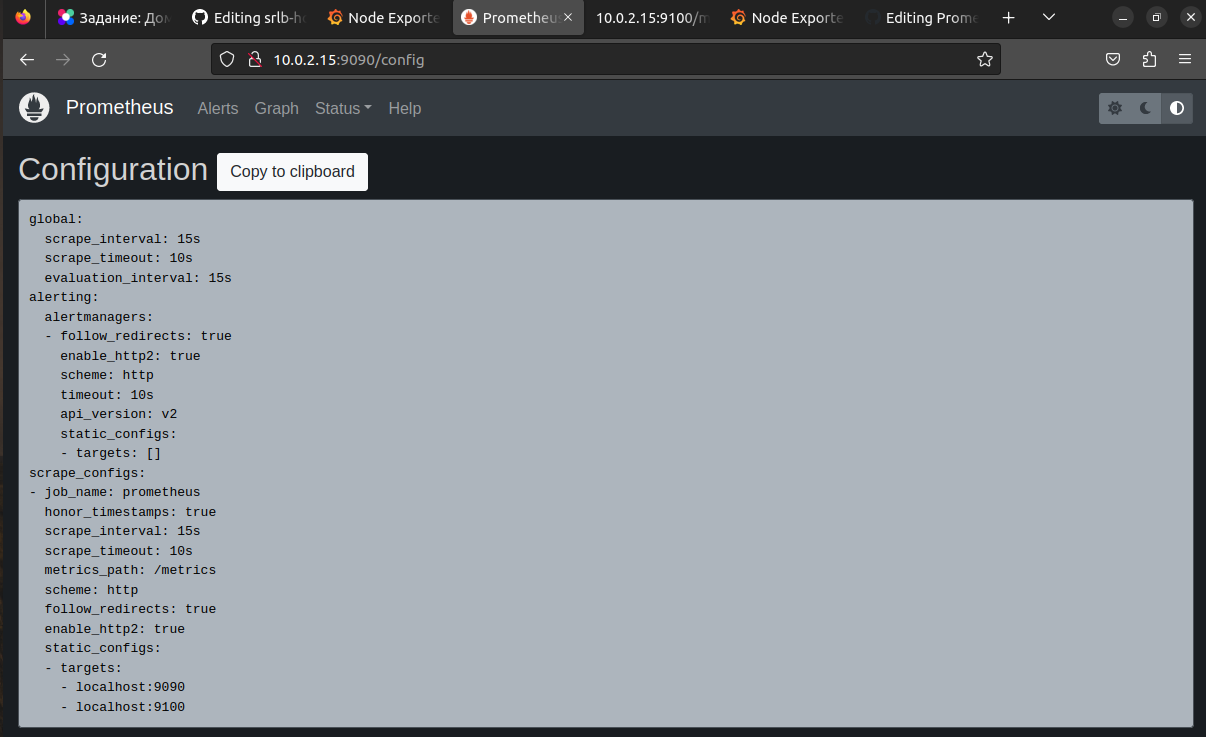 Задание: Дом
Editing srlb-ho
Node Exporte
Prometheus
10.0.2.15:9100/m
Node Exporte
Editing Prome
10.0.2.15:9090/config
Prometheus
Alerts
Graph
Status
Help
Configuration
Copy to clipboard
global:
  scrape_interval: 15s
  scrape_timeout: 10s
  evaluation_interval: 15s
alerting:
  alertmanagers:
  - follow_redirects: true
    enable_http2: true
    scheme: http
    timeout: 10s
    api_version: v2
    static_configs:
    - targets: []
scrape_configs:
- job_name: prometheus
  honor_timestamps: true
  scrape_interval: 15s
  scrape_timeout: 10s
  metrics_path: /metrics
  scheme: http
  follow_redirects: true
  enable_http2: true
  static_configs:
  - targets:
    - localhost:9090
    - localhost:9100